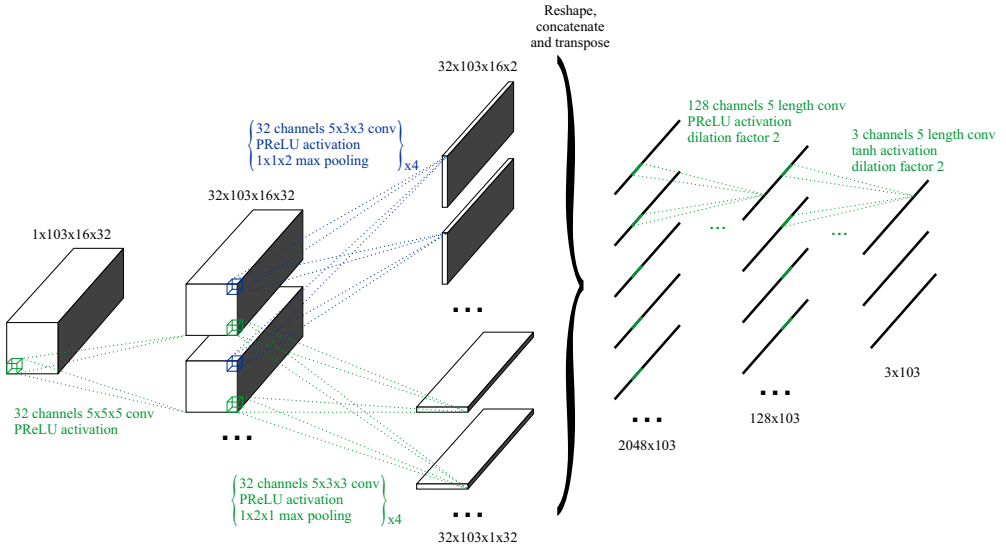 Reshape,
concatenate
and transpose
32x103x16x2
32 channels 5x3x3 conv
PReLU activation
1x1x2 max pooling
x4
128 channels 5 length conv
PReLU activation
dilation factor 2
3 channels 5 length conv
tanh activation
dilation factor 2
32x103x16x32
1x103x16x32
...
...
...
32 channels 5x5x5 conv
PReLU activation
...
3x103
...
128x103
...
2048x103
32 channels 5x3x3 conv
PReLU activation
1x2x1 max pooling
x4
...
32x103x1x32